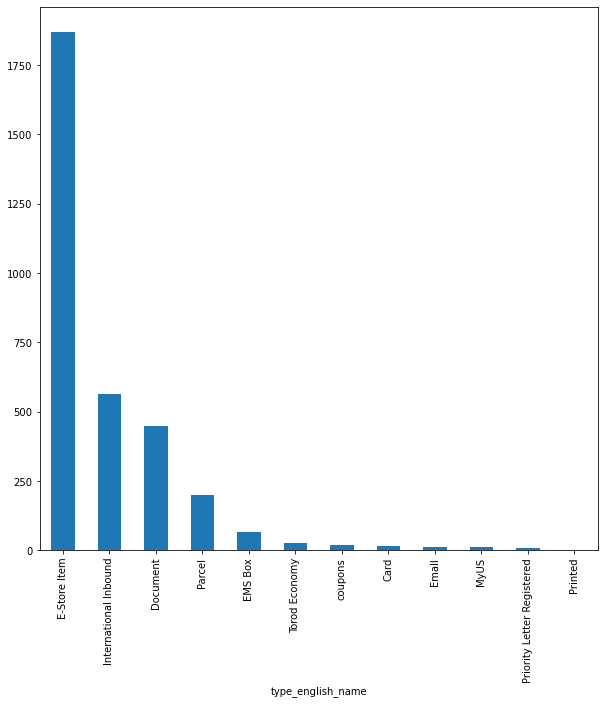 1750
1500
1250
1000
750
500
250
0
E-Store Item
International Inbound
Document
Parcel
EMS Box
Torod Economy
coupons
Card
Emall
MyUS
Priority Letter Registered
Printed
type_english_name